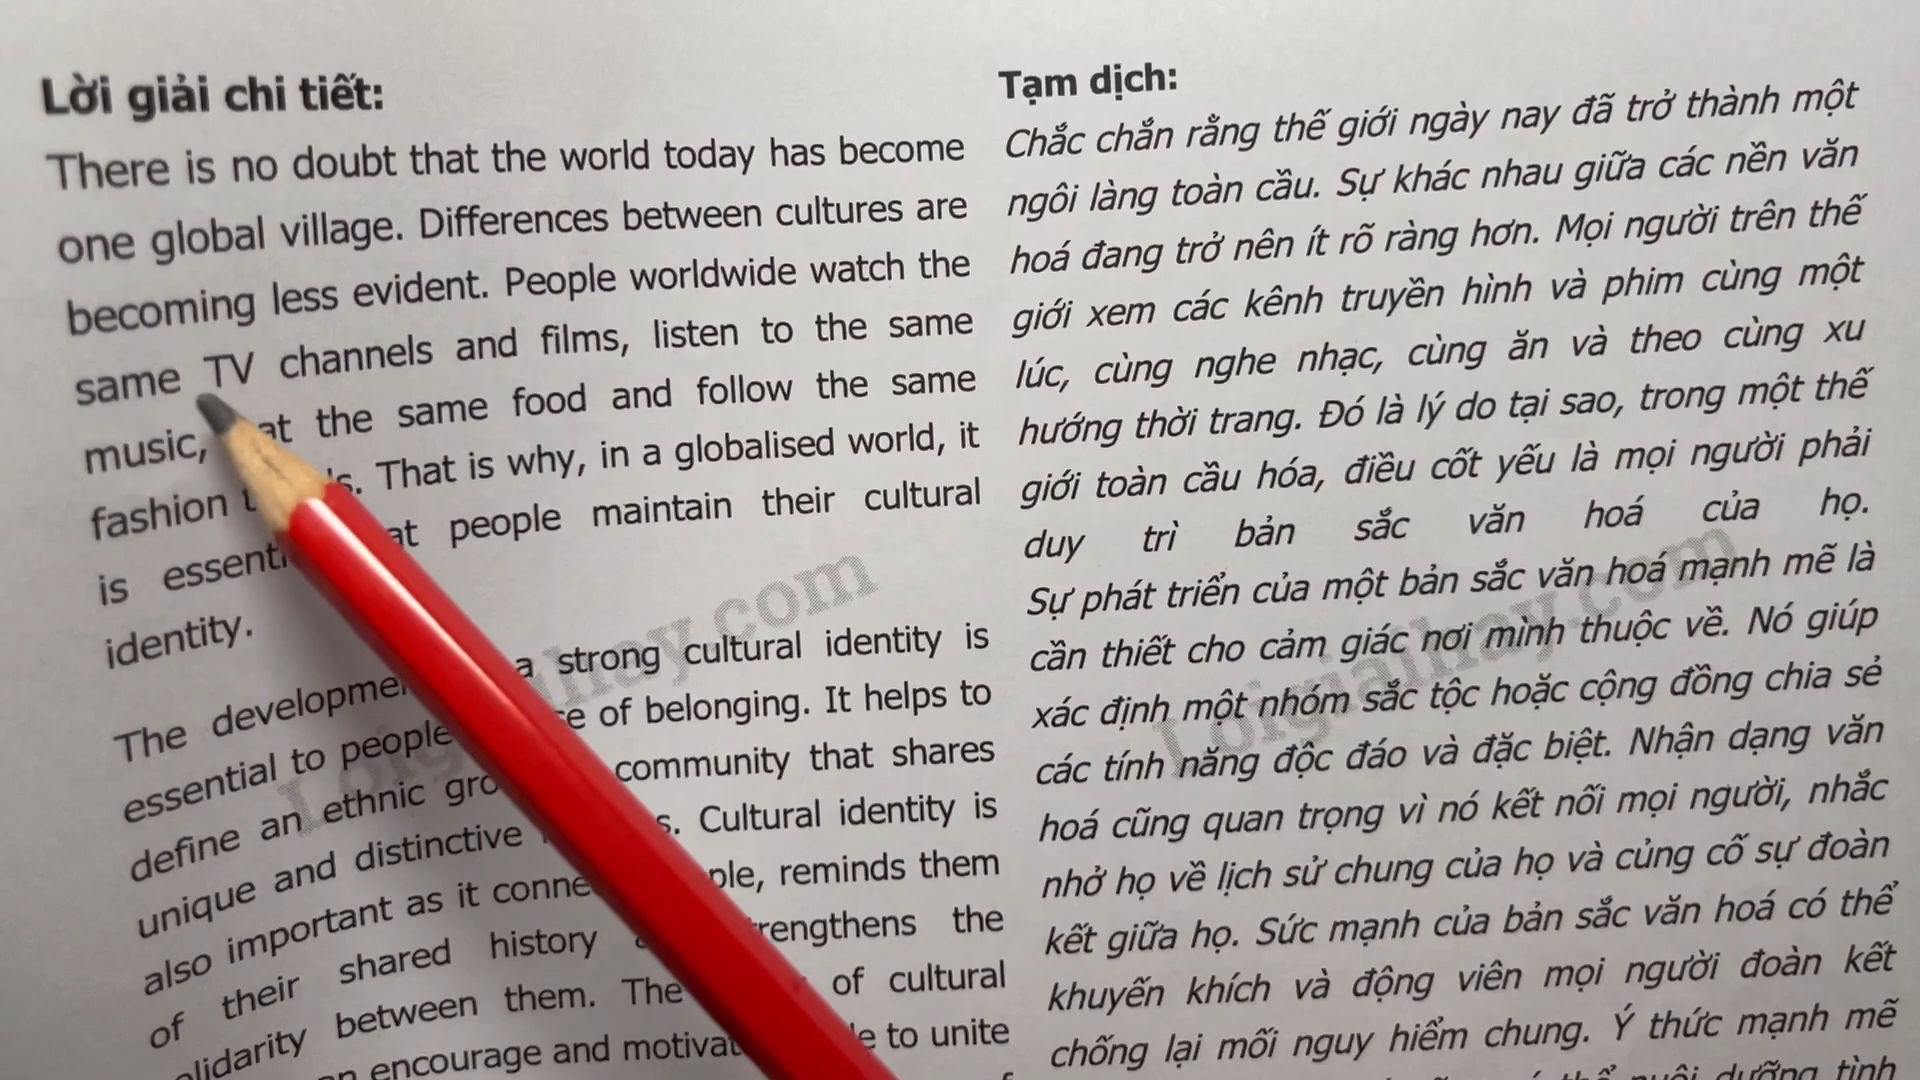 Lời giải chi tiết:
There is no doubt that the world today has become
one global village. Differences between cultures are
becoming less evident. People worldwide watch the
same TV channels and films, listen to the same
music, at the same food and follow the same
fashion That is why, in a globalised world, it
is people maintain their cultural
identity.
The a strong cultural identity is
essential to people of belonging. It helps to
define an ethnic community that shares
unique and distinctive Cultural identity is
also important as it reminds them
of their shared history the
between them. The of cultural
encourage and to unite
Tạm dịch:
Chắc chắn rằng thế giới ngày nay đã trở thành một
ngôi làng toàn cầu. Sự khác nhau giữa các nền văn
hoá đang trở nên ít rõ ràng hơn. Mọi người trên thế
giới xem các kênh truyền hình và phim cùng một
lúc, cùng nghe nhạc, cùng ăn và theo cùng xu
hướng thời trang. Đó là lý do tại sao, trong một thế
giới toàn cầu hóa, điều cốt yếu là mọi người phải
duy trì bản sắc văn hoá của họ.
Sự phát triển của một bản sắc văn hoá mạnh mẽ là
cần thiết cho cảm giác nơi mình thuộc về. Nó giúp
xác định một nhóm sắc tộc hoặc cộng đồng chia sẻ
các tính năng độc đáo và đặc biệt. Nhận dạng văn
hoá cũng quan trọng vì nó kết nối mọi người, nhắc
nhở họ về lịch sử chung của họ và củng cố sự đoàn
kết giữa họ. Sức mạnh của bản sắc văn hoá có thể
khuyến khích và động viên mọi người đoàn kết
chống lại mối nguy hiểm chung. Ý thức mạnh mẽ
nuôi dưỡng tình
Loigiaihay.com